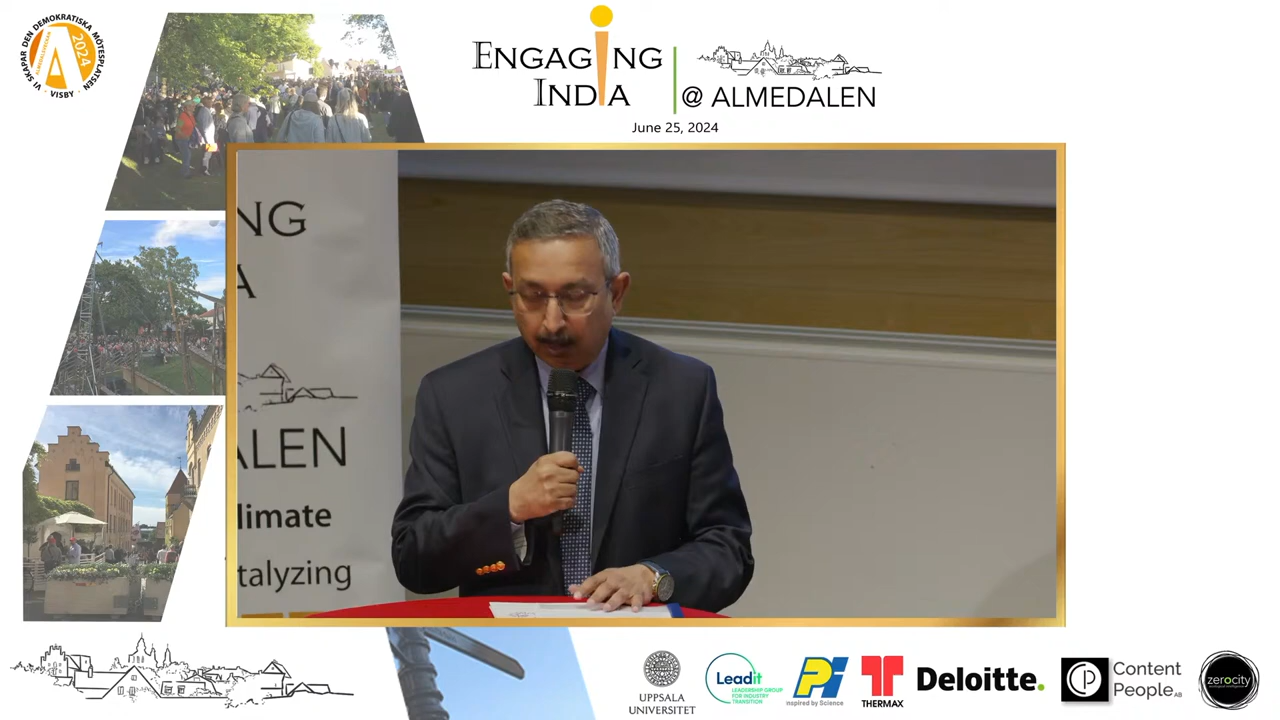 VI SKAPAR DEN DEMOKRATISKA MÖTESPLATSEN
· VISBY ·
2024
ENGAGING
INDIA
@ ALMEDALEN
June 25, 2024
NG
A
ALEN
limate
talyzing
UPPSALA
UNIVERSITET
Leadit
LEADERSHIP GROUP
FOR INDUSTRY
TRANSITION
Pi
Inspired by Science
THERMAX
Deloitte.
Content
People AB
zerocity